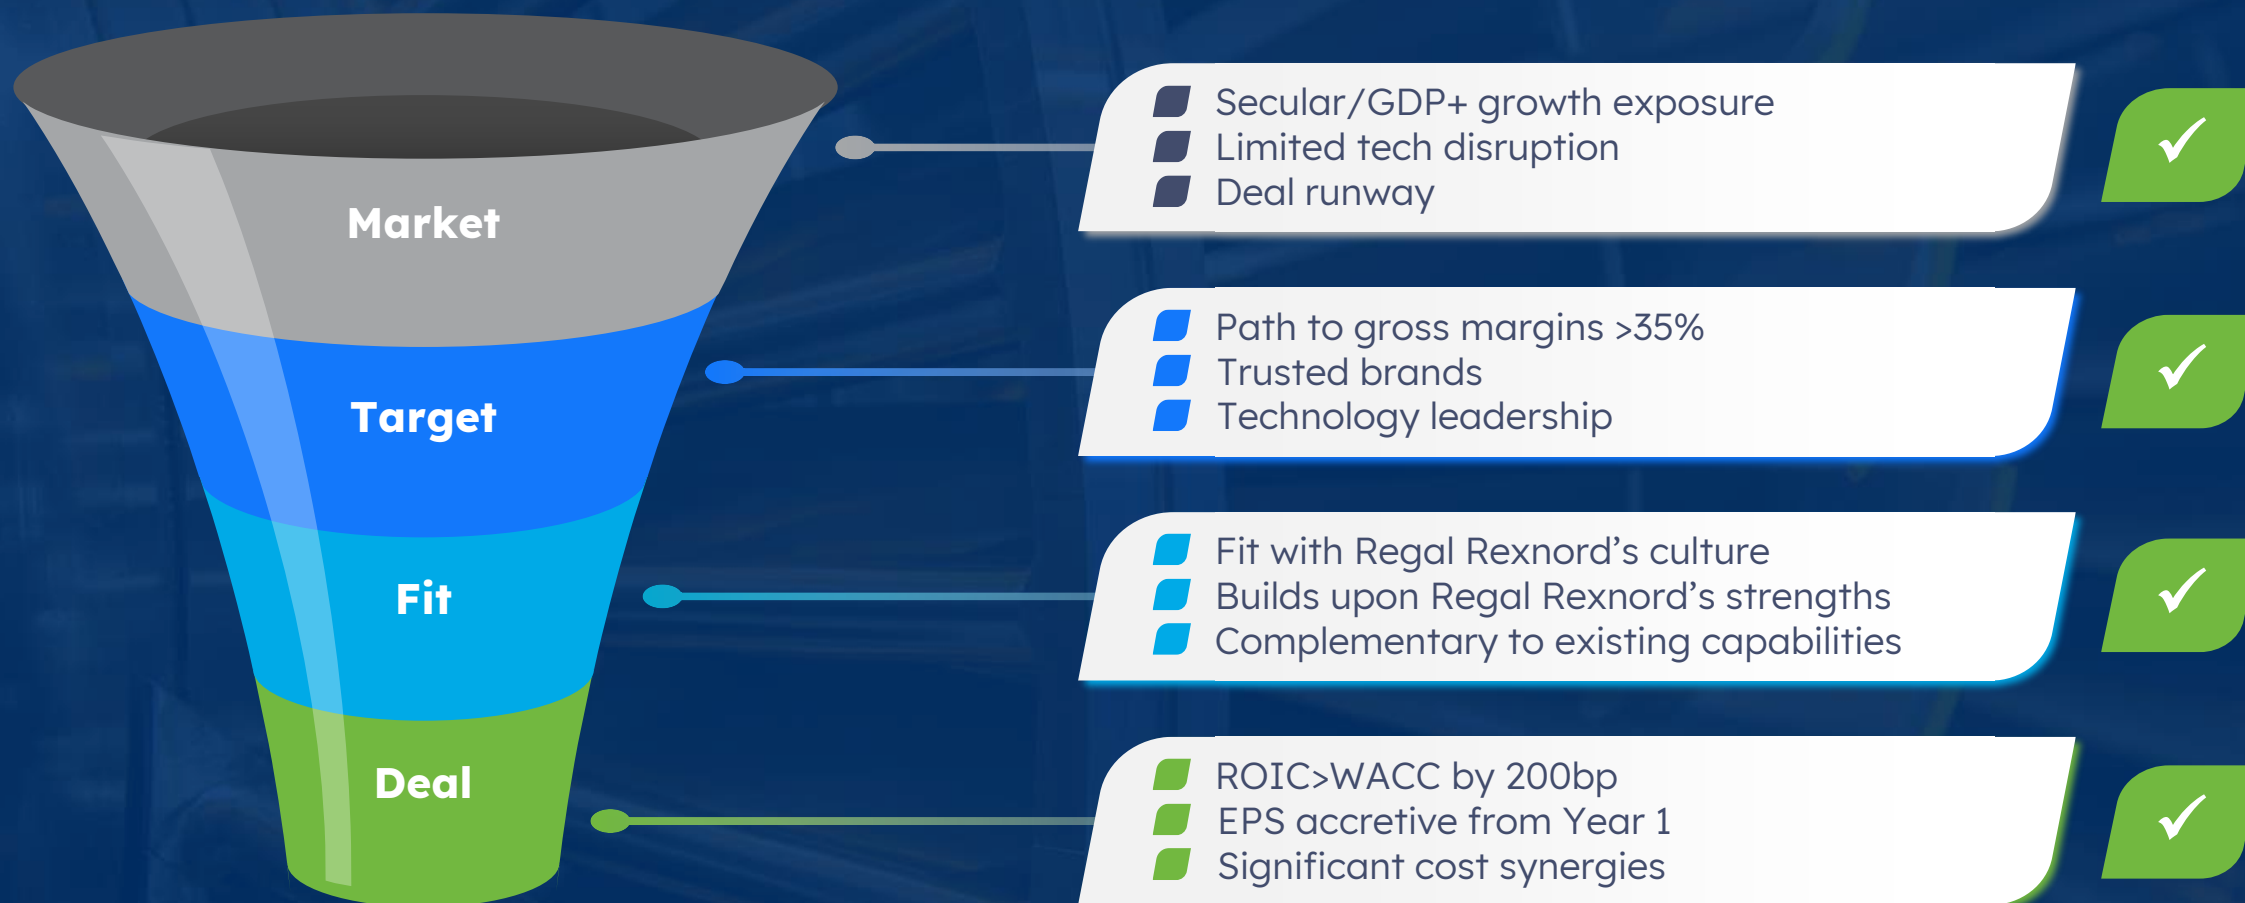 Market
Secular/GDP+ growth exposure
Limited tech disruption
Deal runway
Target
Path to gross margins >35%
Trusted brands
Technology leadership
Fit
Fit with Regal Rexnord’s culture
Builds upon Regal Rexnord’s strengths
Complementary to existing capabilities
Deal
ROIC>WACC by 200bp
EPS accretive from Year 1
Significant cost synergies